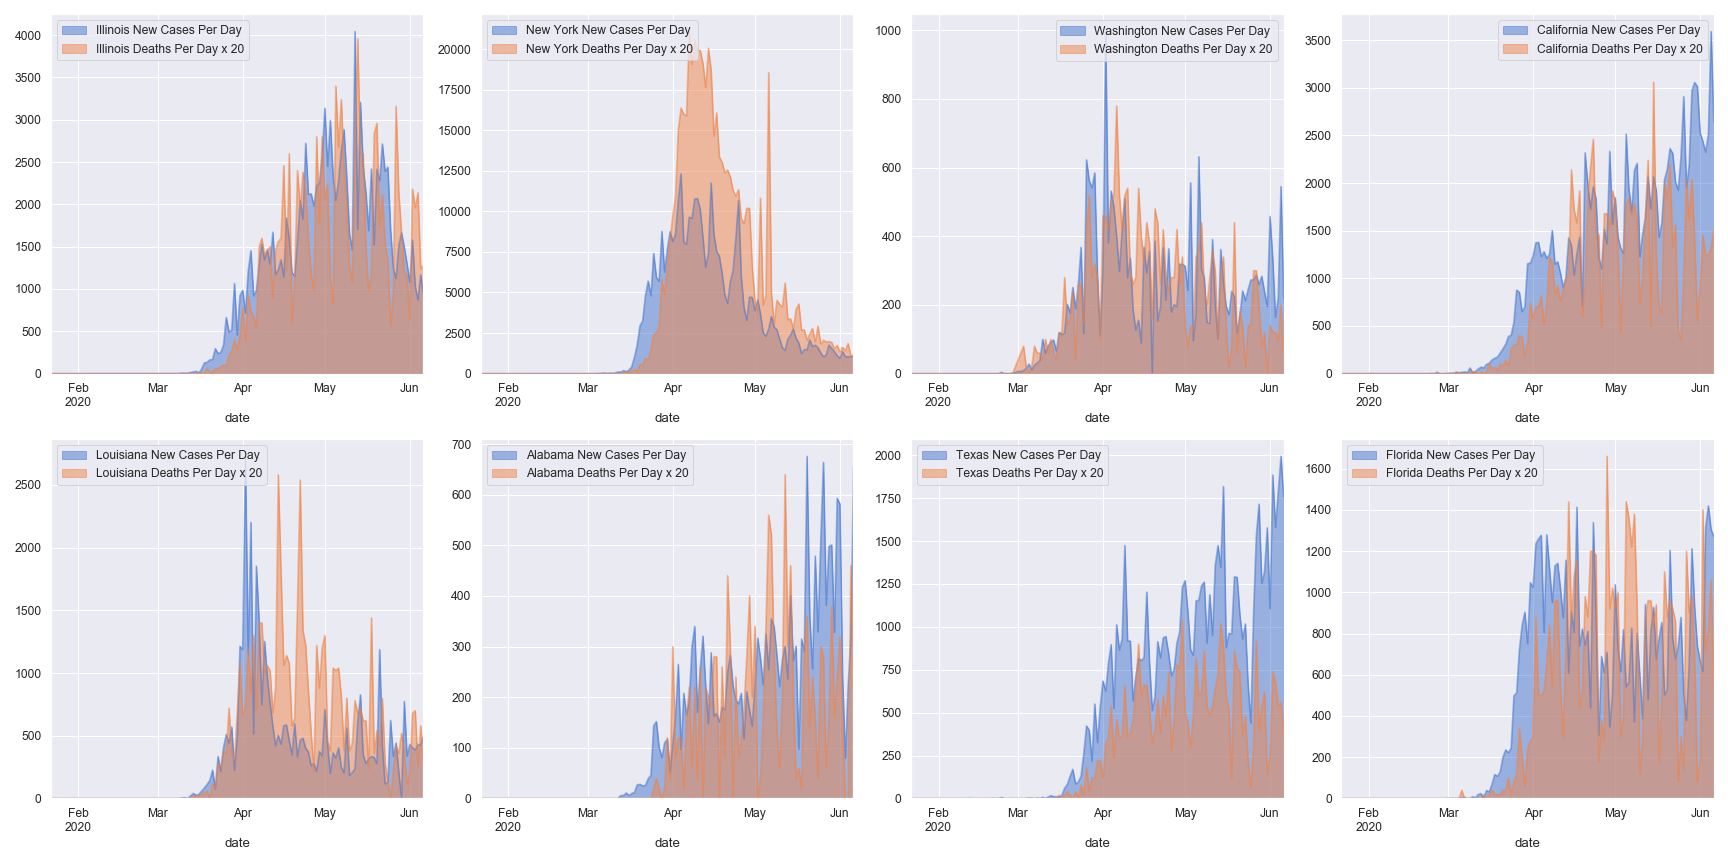 Illinois New Cases Per Day
Illinois Deaths Per Day x 20
4000
3500
3000
2500
2000
1500
1000
500
0
Feb
2020
Mar
Apr
May
Jun
date
New York New Cases Per Day
New York Deaths Per Day x 20
20000
17500
15000
12500
10000
7500
5000
2500
0
Feb
2020
Mar
Apr
May
Jun
date
Washington New Cases Per Day
Washington Deaths Per Day x 20
1000
800
600
400
200
0
Feb
2020
Mar
Apr
May
Jun
date
California New Cases Per Day
California Deaths Per Day x 20
3500
3000
2500
2000
1500
1000
500
0
Feb
2020
Mar
Apr
May
Jun
date
Louisiana New Cases Per Day
Louisiana Deaths Per Day x 20
2500
2000
1500
1000
500
0
Feb
2020
Mar
Apr
May
Jun
date
Alabama New Cases Per Day
Alabama Deaths Per Day x 20
700
600
500
400
300
200
100
0
Feb
2020
Mar
Apr
May
Jun
date
Texas New Cases Per Day
Texas Deaths Per Day x 20
2000
1750
1500
1250
1000
750
500
250
0
Feb
2020
Mar
Apr
May
Jun
date
Florida New Cases Per Day
Florida Deaths Per Day x 20
1600
1400
1200
1000
800
600
400
200
0
Feb
2020
Mar
Apr
May
Jun
date